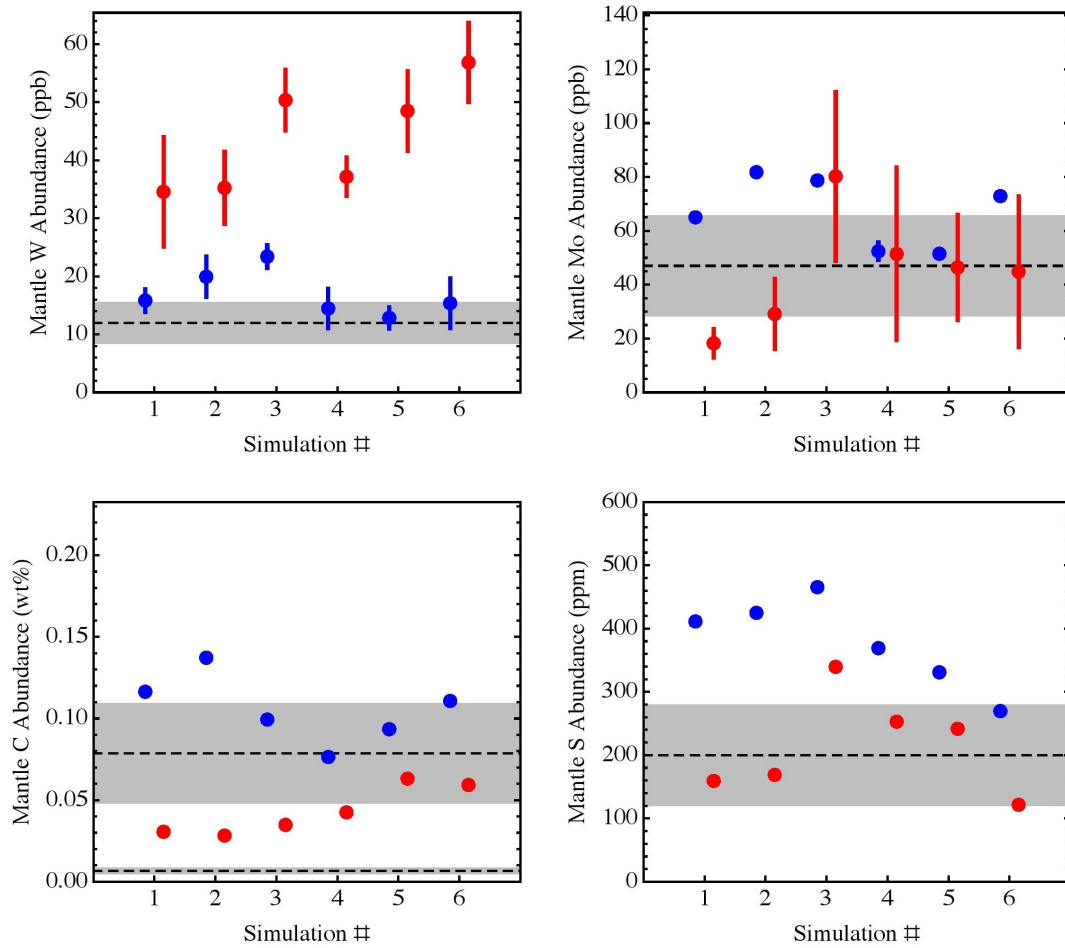 Mantle W Abundance (ppb)
60
50
40
30
20
10
0
1 2 3 4 5 6
Simulation #
Mantle Mo Abundance (ppb)
140
120
100
80
60
40
20
0
1 2 3 4 5 6
Simulation #
Mantle C Abundance (wt%)
0.20
0.15
0.10
0.05
0.00
1 2 3 4 5 6
Simulation #
Mantle S Abundance (ppm)
600
500
400
300
200
100
0
1 2 3 4 5 6
Simulation #